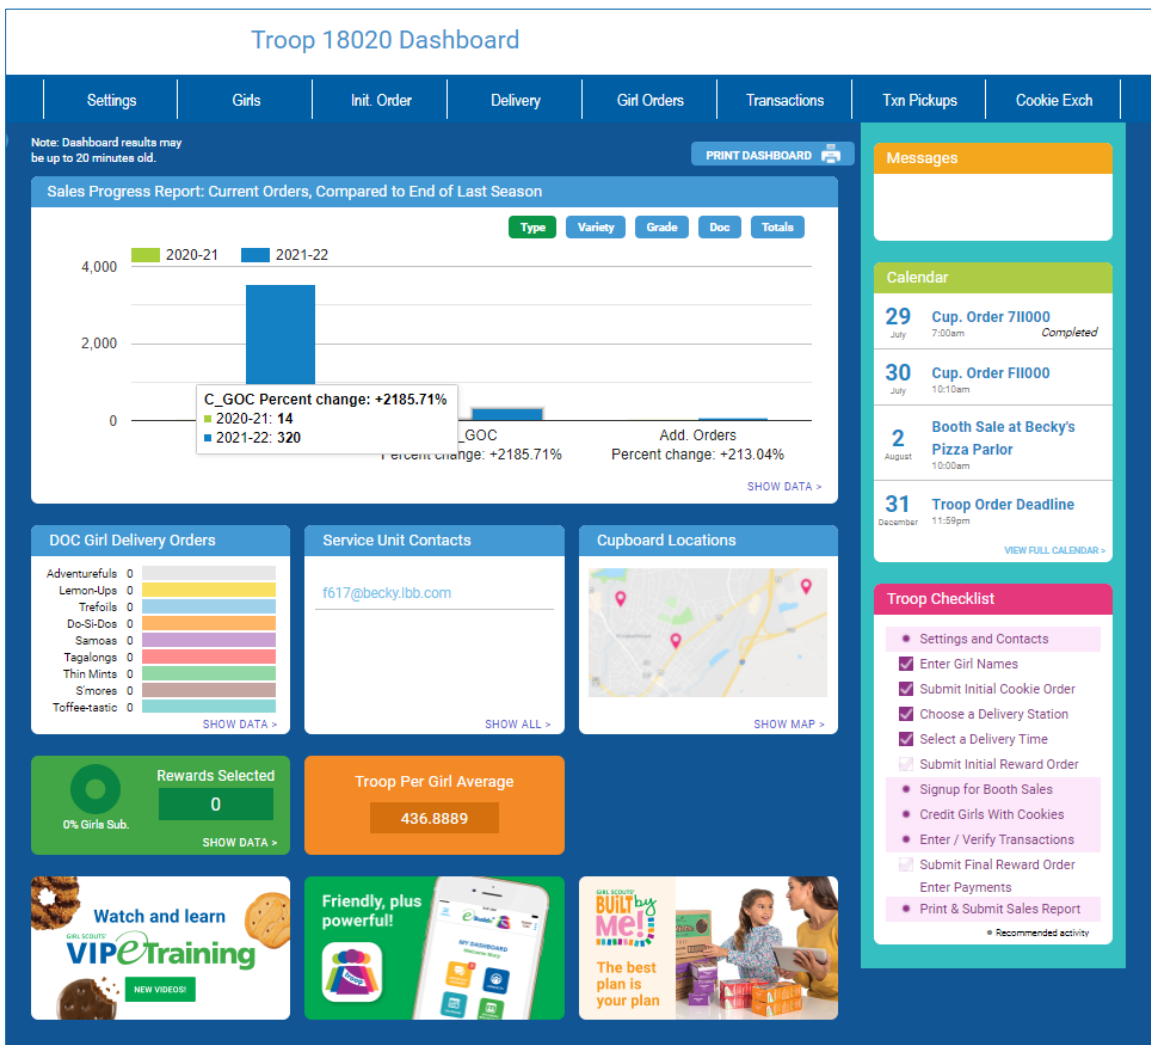 Troop 18020 Dashboard
Settings
Girls
Init. Order
Delivery
Girl Orders
Transactions
Txn Pickups
Cookie Exch
Note: Dashboard results may
be up to 20 minutes old.
PRINT DASHBOARD
Sales Progress Report: Current Orders, Compared to End of Last Season
Type
Variety
Grade
Doc
Totals
2020-21
2021-22
4,000
2,000
0
C_GOC Percent change: +2185.71%
2020-21: 14
2021-22: 320
_GOC
Percent change: +2185.71%
Add. Orders
Percent change: +213.04%
SHOW DATA >
DOC Girl Delivery Orders
Adventurefuls 0
Lemon-Ups 0
Trefoils 0
Do-Si-Dos 0
Samoas 0
Tagalongs 0
Thin Mints 0
S'mores 0
Toffee-tastic 0
SHOW DATA >
Service Unit Contacts
f617@becky.lbb.com
SHOW ALL >
Cupboard Locations
SHOW MAP >
Rewards Selected
0
0% Girls Sub.
SHOW DATA >
Troop Per Girl Average
436.8889
Watch and learn
GIRL SCOUTS'
VIP eTraining
NEW VIDEOS!
Friendly, plus
powerful!
troop
MY DASHBOARD
GIRL SCOUTS'
BUILT by
Me!
The best
plan is
your plan
Messages
Calendar
29
July
Cup. Order 7II000
7:00am
Completed
30
July
Cup. Order FII000
10:10am
2
August
Booth Sale at Becky's
Pizza Parlor
10:00am
31
December
Troop Order Deadline
11:59pm
VIEW FULL CALENDAR >
Troop Checklist
Settings and Contacts
Enter Girl Names
Submit Initial Cookie Order
Choose a Delivery Station
Select a Delivery Time
Submit Initial Reward Order
Signup for Booth Sales
Credit Girls With Cookies
Enter / Verify Transactions
Submit Final Reward Order
Enter Payments
Print & Submit Sales Report
Recommended activity